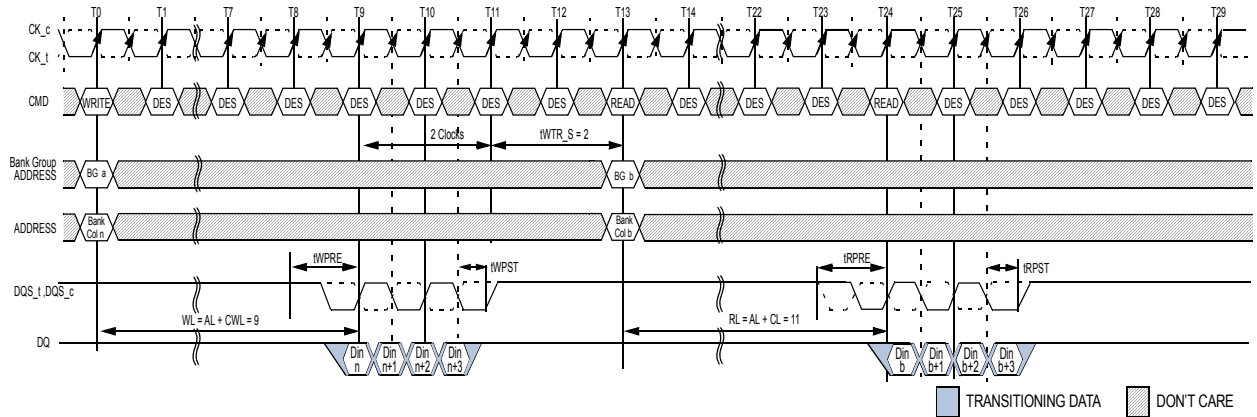 T0 T1 T7 T8 T9 T10 T11 T12 T13 T14 T22 T23 T24 T25 T26 T27 T28 T29
CK_c
CK_t
CMD WRITE DES DES DES DES DES DES DES READ DES DES DES READ DES DES DES DES DES
2 Clocks tWTR_S = 2
Bank Group
ADDRESS BG a BG b
ADDRESS Bank Col n Bank Col b
tWPRE tWPST tRPRE tRPST
DQS_t ,DQS_c
WL = AL + CWL = 9 RL = AL + CL = 11
DQ Din n Din n+1 Din n+2 Din n+3 Din b Din b+1 Din b+2 Din b+3
TRANSITIONING DATA DON'T CARE